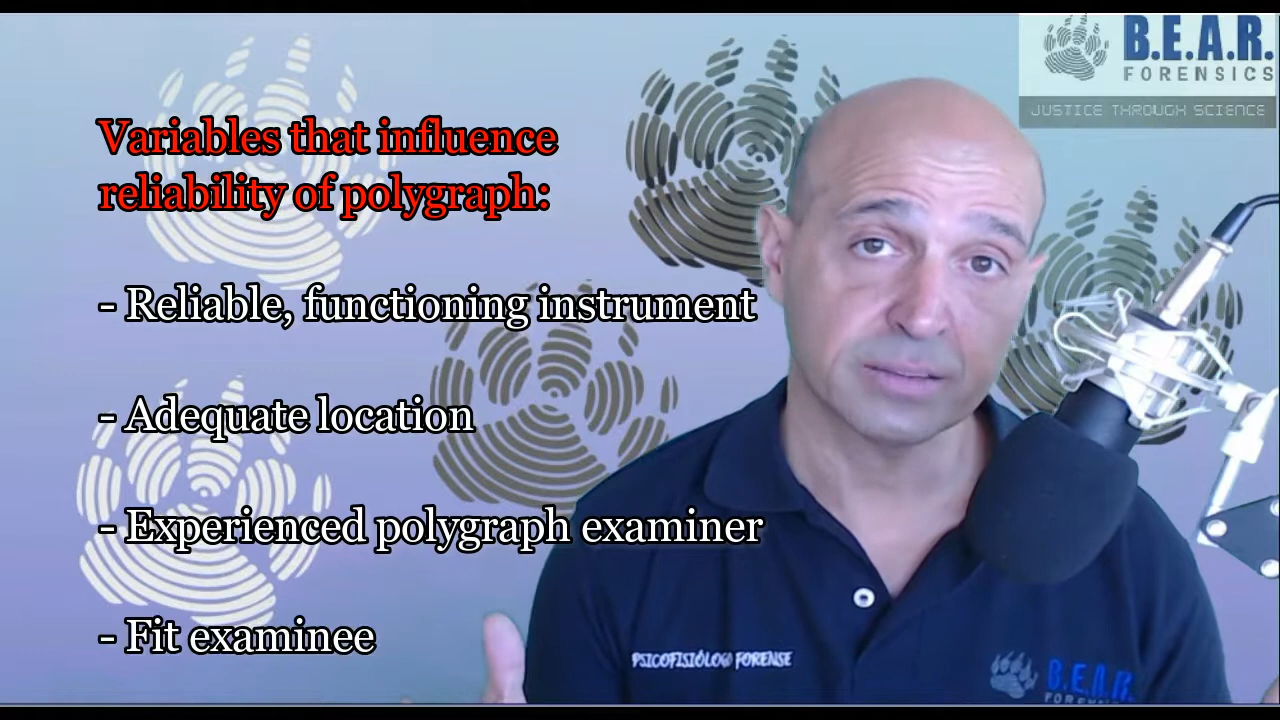 B.E.A.R.
FORENSICS
JUSTICE THROUGH SCIENCE
Variables that influence
reliability of polygraph:
- Reliable, functioning instrument
- Adequate location
- Experienced polygraph examiner
- Fit examinee
PSICOFISIÓLOGO FORENSE
B.E.A.R.
FORENSICS